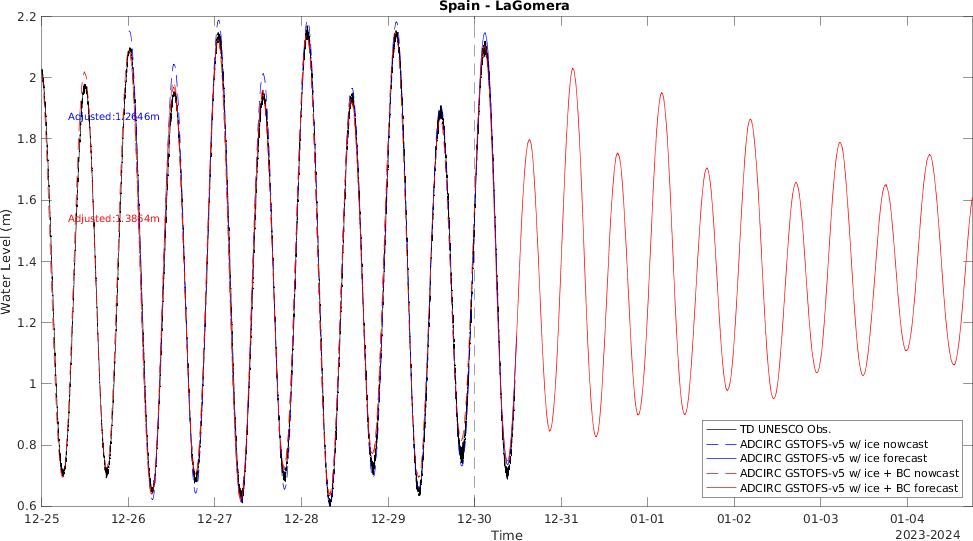 Spain - LaGomera
2.2
2
1.8
1.6
1.4
1.2
1
0.8
0.6
Water Level (m)
Adjusted:1.2646m
Adjusted:1.3864m
TD UNESCO Obs.
ADCIRC GSTOFS-v5 w/ ice nowcast
ADCIRC GSTOFS-v5 w/ ice forecast
ADCIRC GSTOFS-v5 w/ ice + BC nowcast
ADCIRC GSTOFS-v5 w/ ice + BC forecast
12-25 12-26 12-27 12-28 12-29 12-30 12-31 01-01 01-02 01-03 01-04
Time
2023-2024